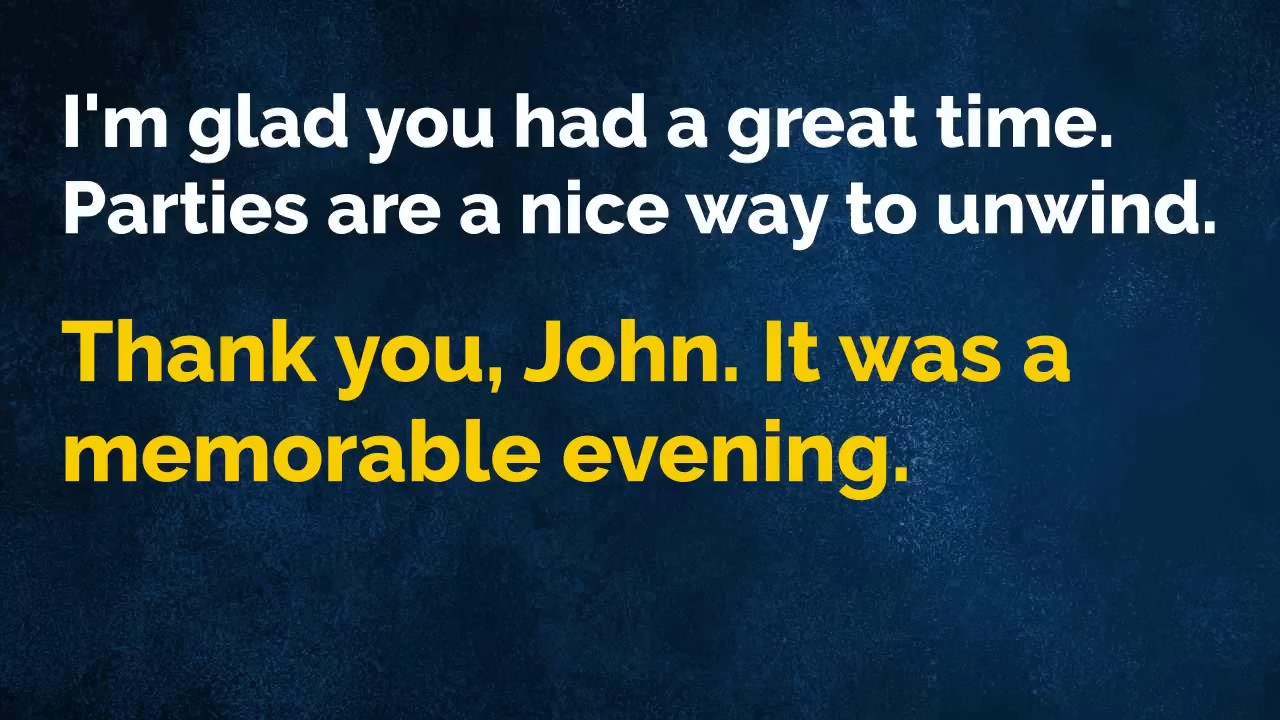 I'm glad you had a great time.
Parties are a nice way to unwind.
Thank you, John. It was a
memorable evening.